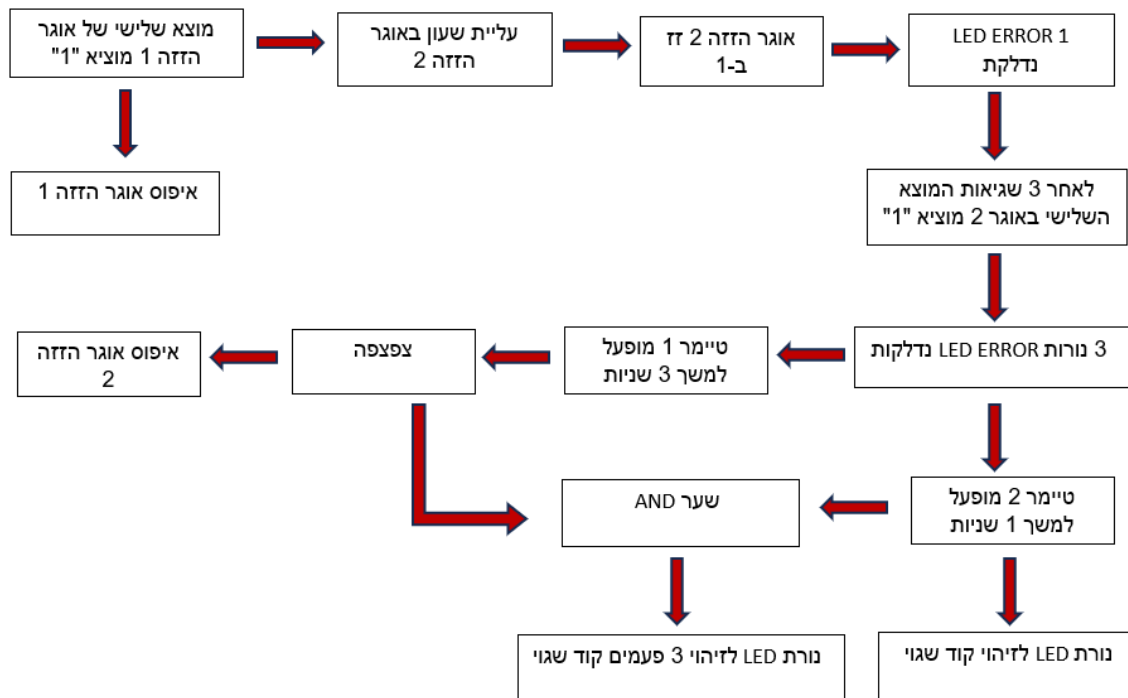 מוצא שלישי של אוגר
הזזה 1 מוציא "1"
עליית שעון באוגר
הזזה 2
אוגר הזזה 2 זז
ב-1
LED ERROR 1
נדלקת
איפוס אוגר הזזה 1
לאחר 3 שגיאות המוצא
השלישי באוגר 2 מוציא "1"
איפוס אוגר הזזה
2
צפצפה
טיימר 1 מופעל
למשך 3 שניות
3 נורות LED ERROR נדלקות
שער AND
טיימר 2 מופעל
למשך 1 שניות
נורת LED לזיהוי 3 פעמים קוד שגוי
נורת LED לזיהוי קוד שגוי